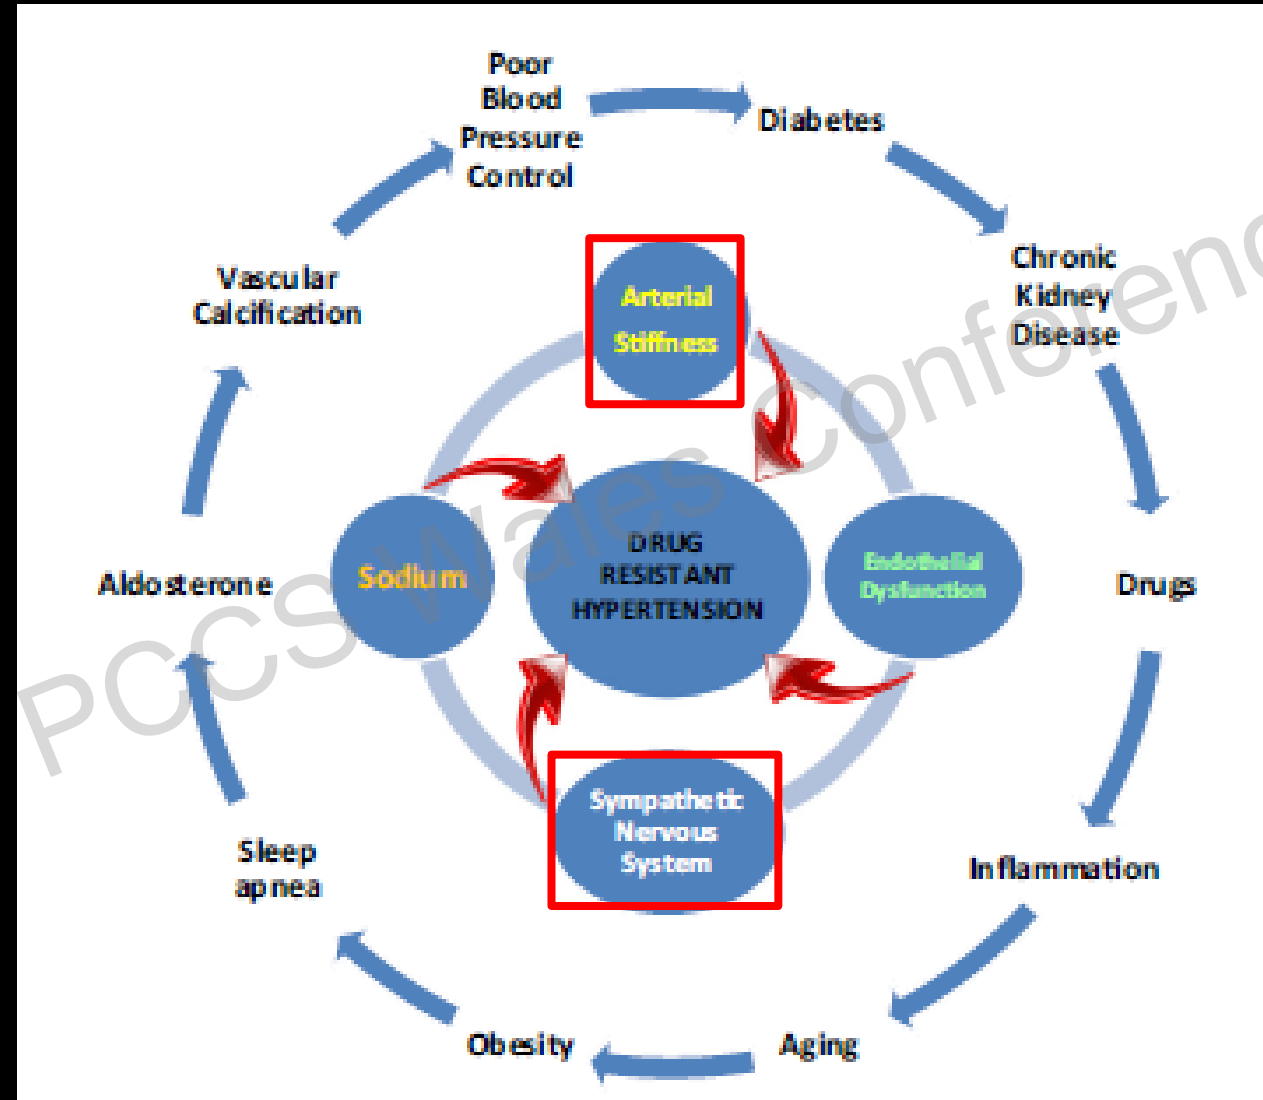 Poor
Blood
Pressure
Control
Diabetes
Chronic
Kidney
Disease
Drugs
Inflammation
Aging
Obesity
Sleep
apnea
Aldosterone
Vascular
Calcification
Arterial
Stiffness
Endothelial
Dysfunction
Sympathetic
Nervous
System
Sodium
DRUG
RESISTANT
HYPERTENSION
PCCS Wales Conferenc